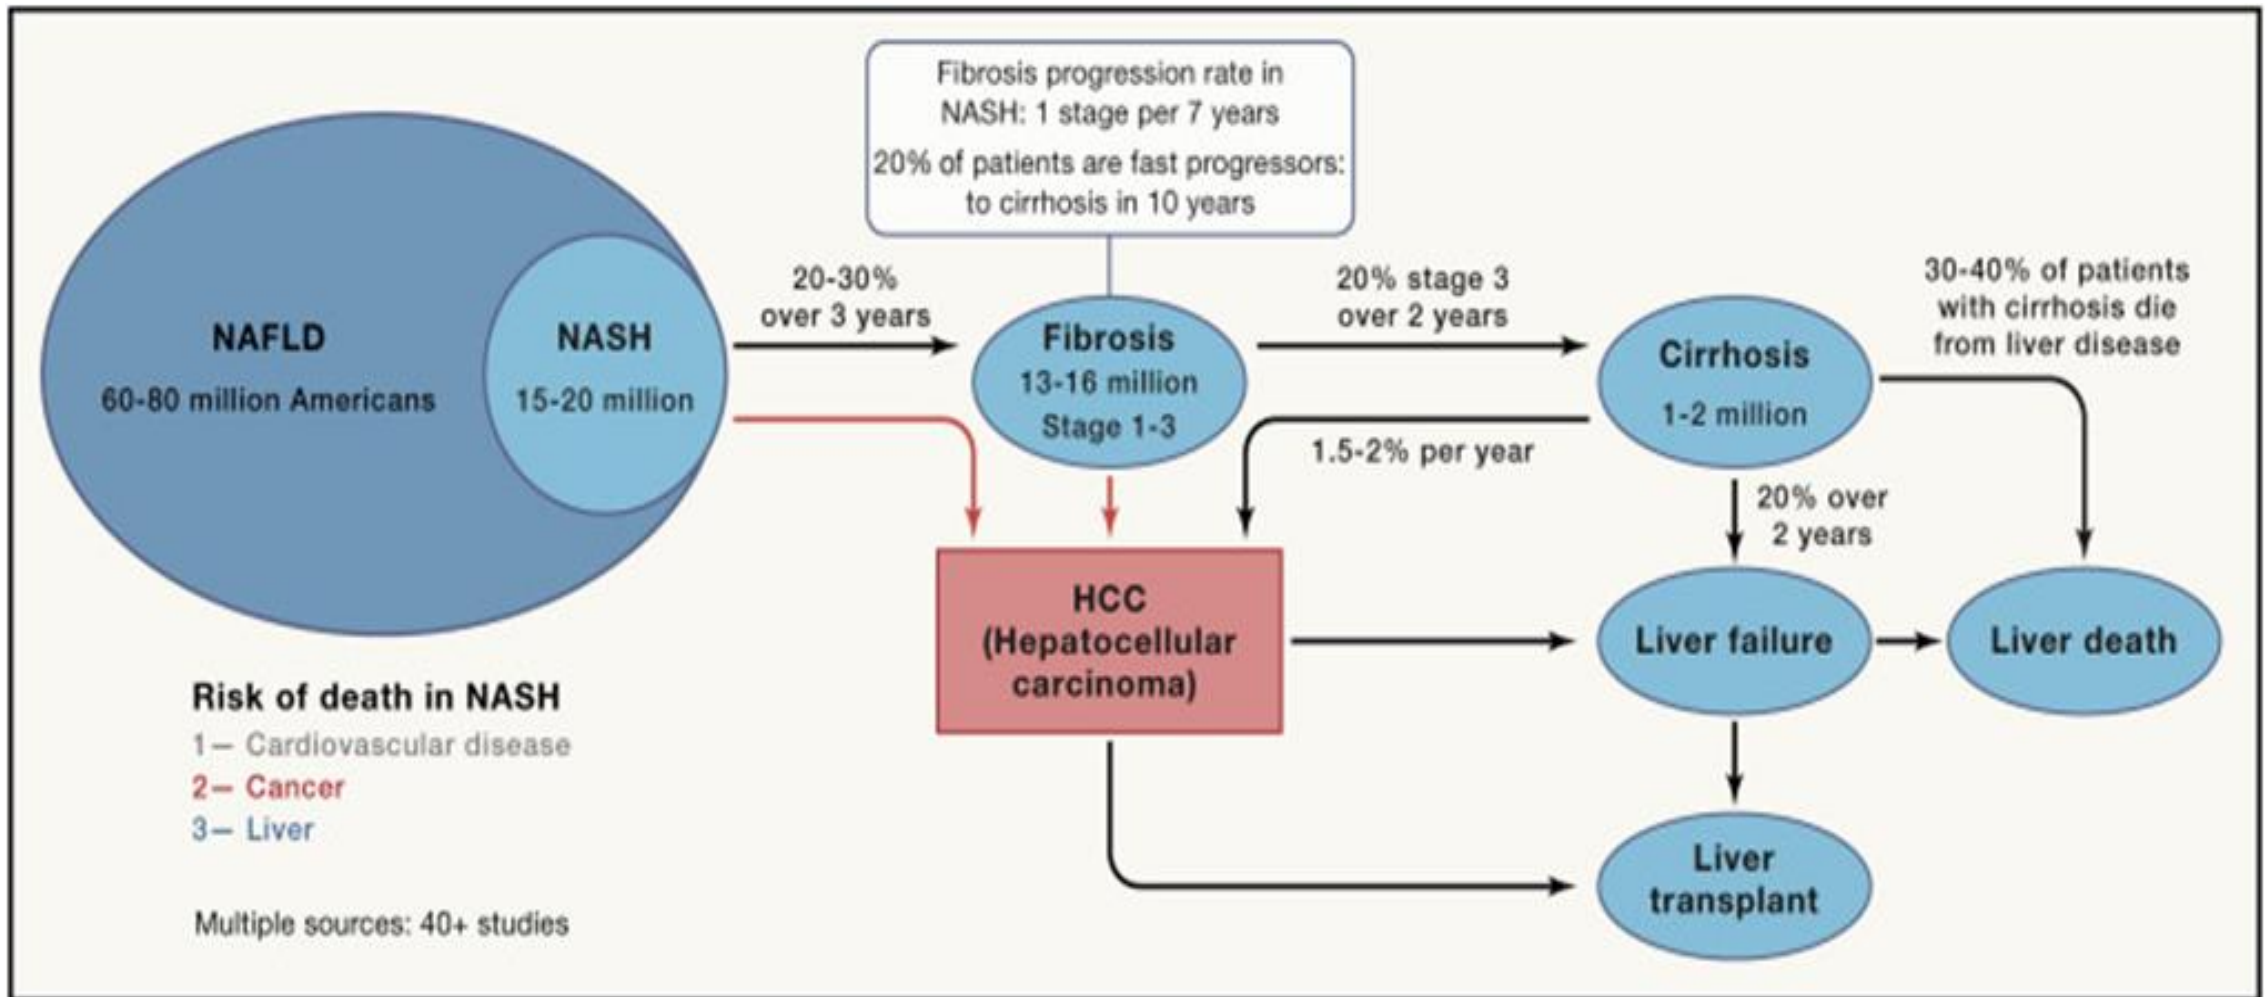 Fibrosis progression rate in
NASH: 1 stage per 7 years
20% of patients are fast progressors:
to cirrhosis in 10 years
NAFLD
60-80 million Americans
NASH
15-20 million
20-30%
over 3 years
Fibrosis
13-16 million
Stage 1-3
20% stage 3
over 2 years
Cirrhosis
1-2 million
30-40% of patients
with cirrhosis die
from liver disease
1.5-2% per year
20% over
2 years
HCC
(Hepatocellular
carcinoma)
Liver failure
Liver death
Liver
transplant
Risk of death in NASH
1– Cardiovascular disease
2– Cancer
3– Liver
Multiple sources: 40+ studies